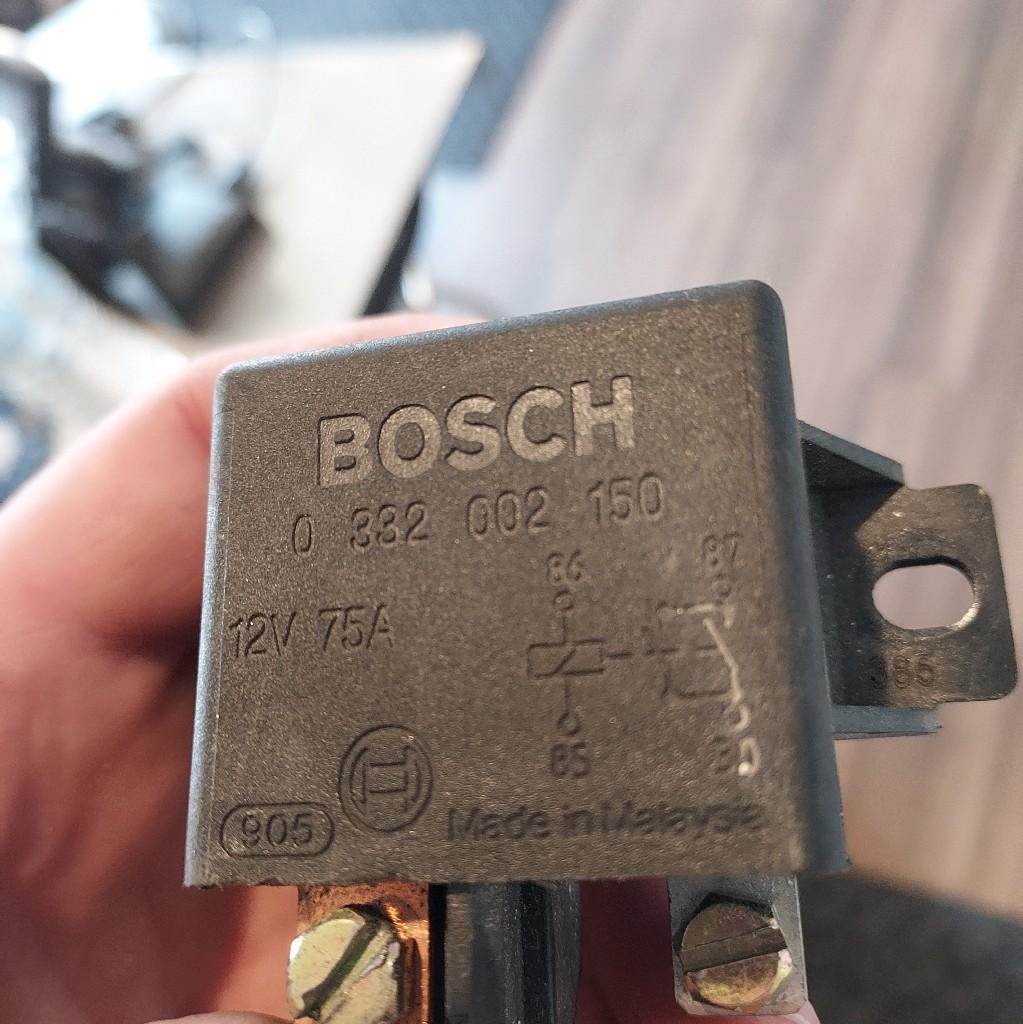 BOSCH
0 332 002 150
86 87
12V 75A
85
905
Made in Malaysia